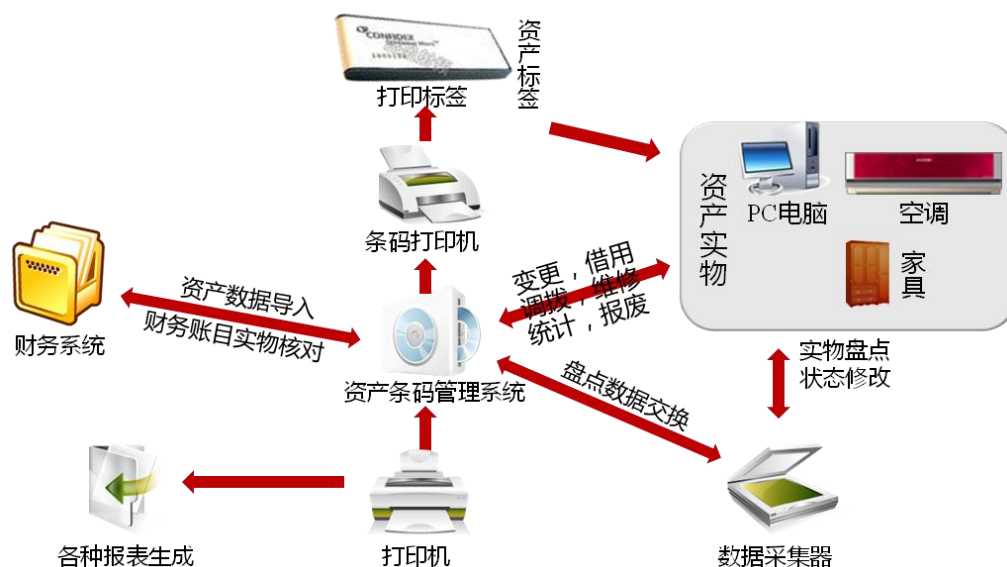 CONADEX
打印标签
资产标签
条码打印机
资产实物
PC电脑
空调
家具
变更，借用
调拨，维修
统计，报废
资产数据导入
财务账目实物核对
财务系统
资产条码管理系统
实物盘点
状态修改
盘点数据交换
各种报表生成
打印机
数据采集器